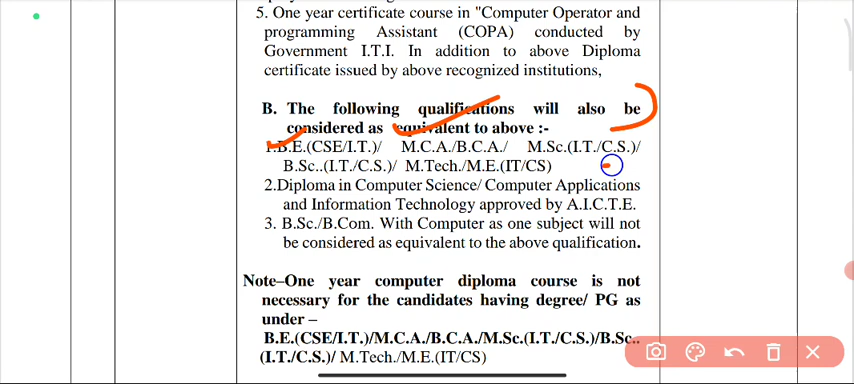 5. One year certificate course in "Computer Operator and
programming Assistant (COPA) conducted by
Government I.T.I. In addition to above Diploma
certificate issued by above recognized institutions,
B. The following qualifications will also be
considered as equivalent to above :-
1.B.E.(CSE/I.T.)/ M.C.A./B.C.A./ M.Sc.(I.T./C.S.)/
B.Sc..(I.T./C.S.)/ M.Tech./M.E.(IT/CS)
2.Diploma in Computer Science/ Computer Applications
and Information Technology approved by A.I.C.T.E.
3. B.Sc./B.Com. With Computer as one subject will not
be considered as equivalent to the above qualification.
Note–One year computer diploma course is not
necessary for the candidates having degree/ PG as
under –
B.E.(CSE/I.T.)/M.C.A./B.C.A./M.Sc.(I.T./C.S.)/B.Sc..
(I.T./C.S.)/ M.Tech./M.E.(IT/CS)